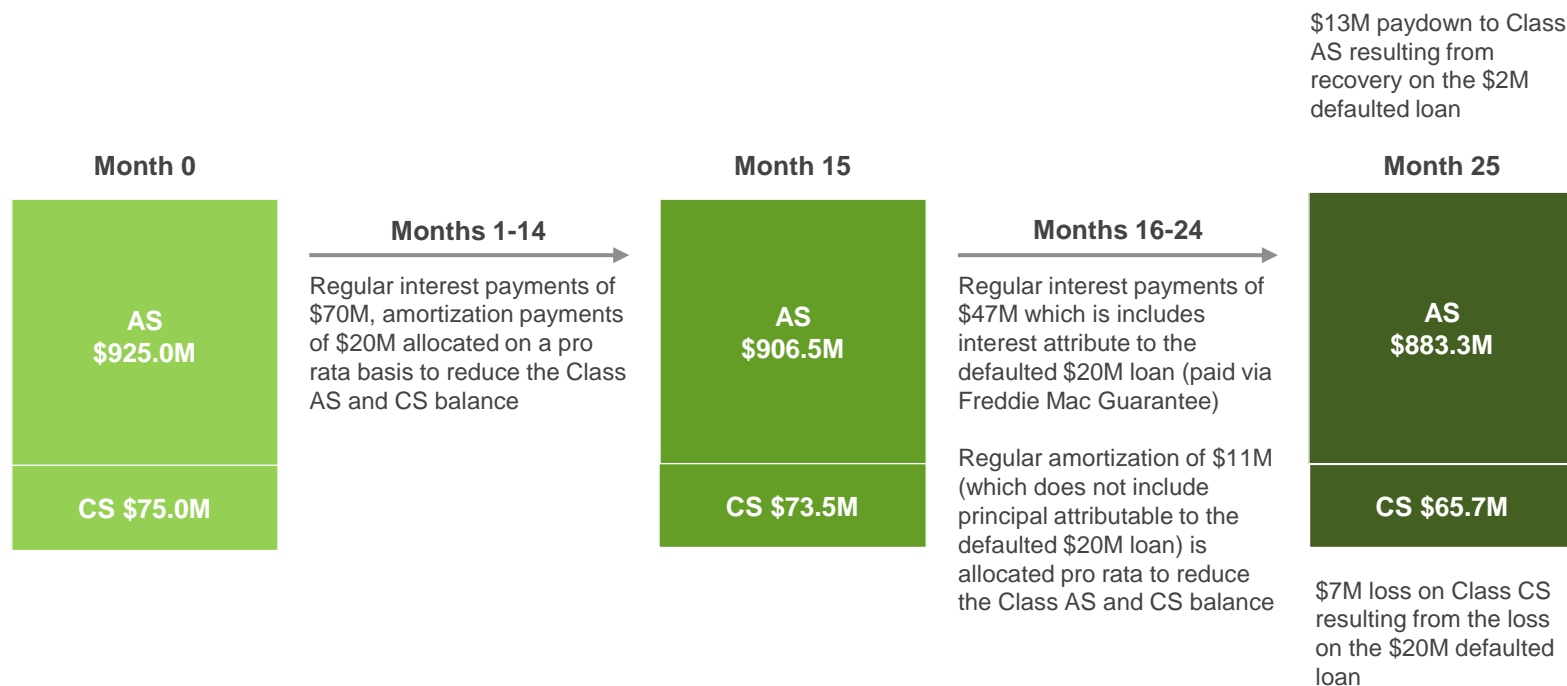 $13M paydown to Class
AS resulting from
recovery on the $2M
defaulted loan
Month 0
Month 15
Month 25
AS
$925.0M
CS $75.0M
Months 1-14
Regular interest payments of
$70M, amortization payments
of $20M allocated on a pro
rata basis to reduce the Class
AS and CS balance
AS
$906.5M
CS $73.5M
Months 16-24
Regular interest payments of
$47M which is includes
interest attribute to the
defaulted $20M loan (paid via
Freddie Mac Guarantee)
Regular amortization of $11M
(which does not include
principal attributable to the
defaulted $20M loan) is
allocated pro rata to reduce
the Class AS and CS balance
AS
$883.3M
CS $65.7M
$7M loss on Class CS
resulting from the loss
on the $20M defaulted
loan